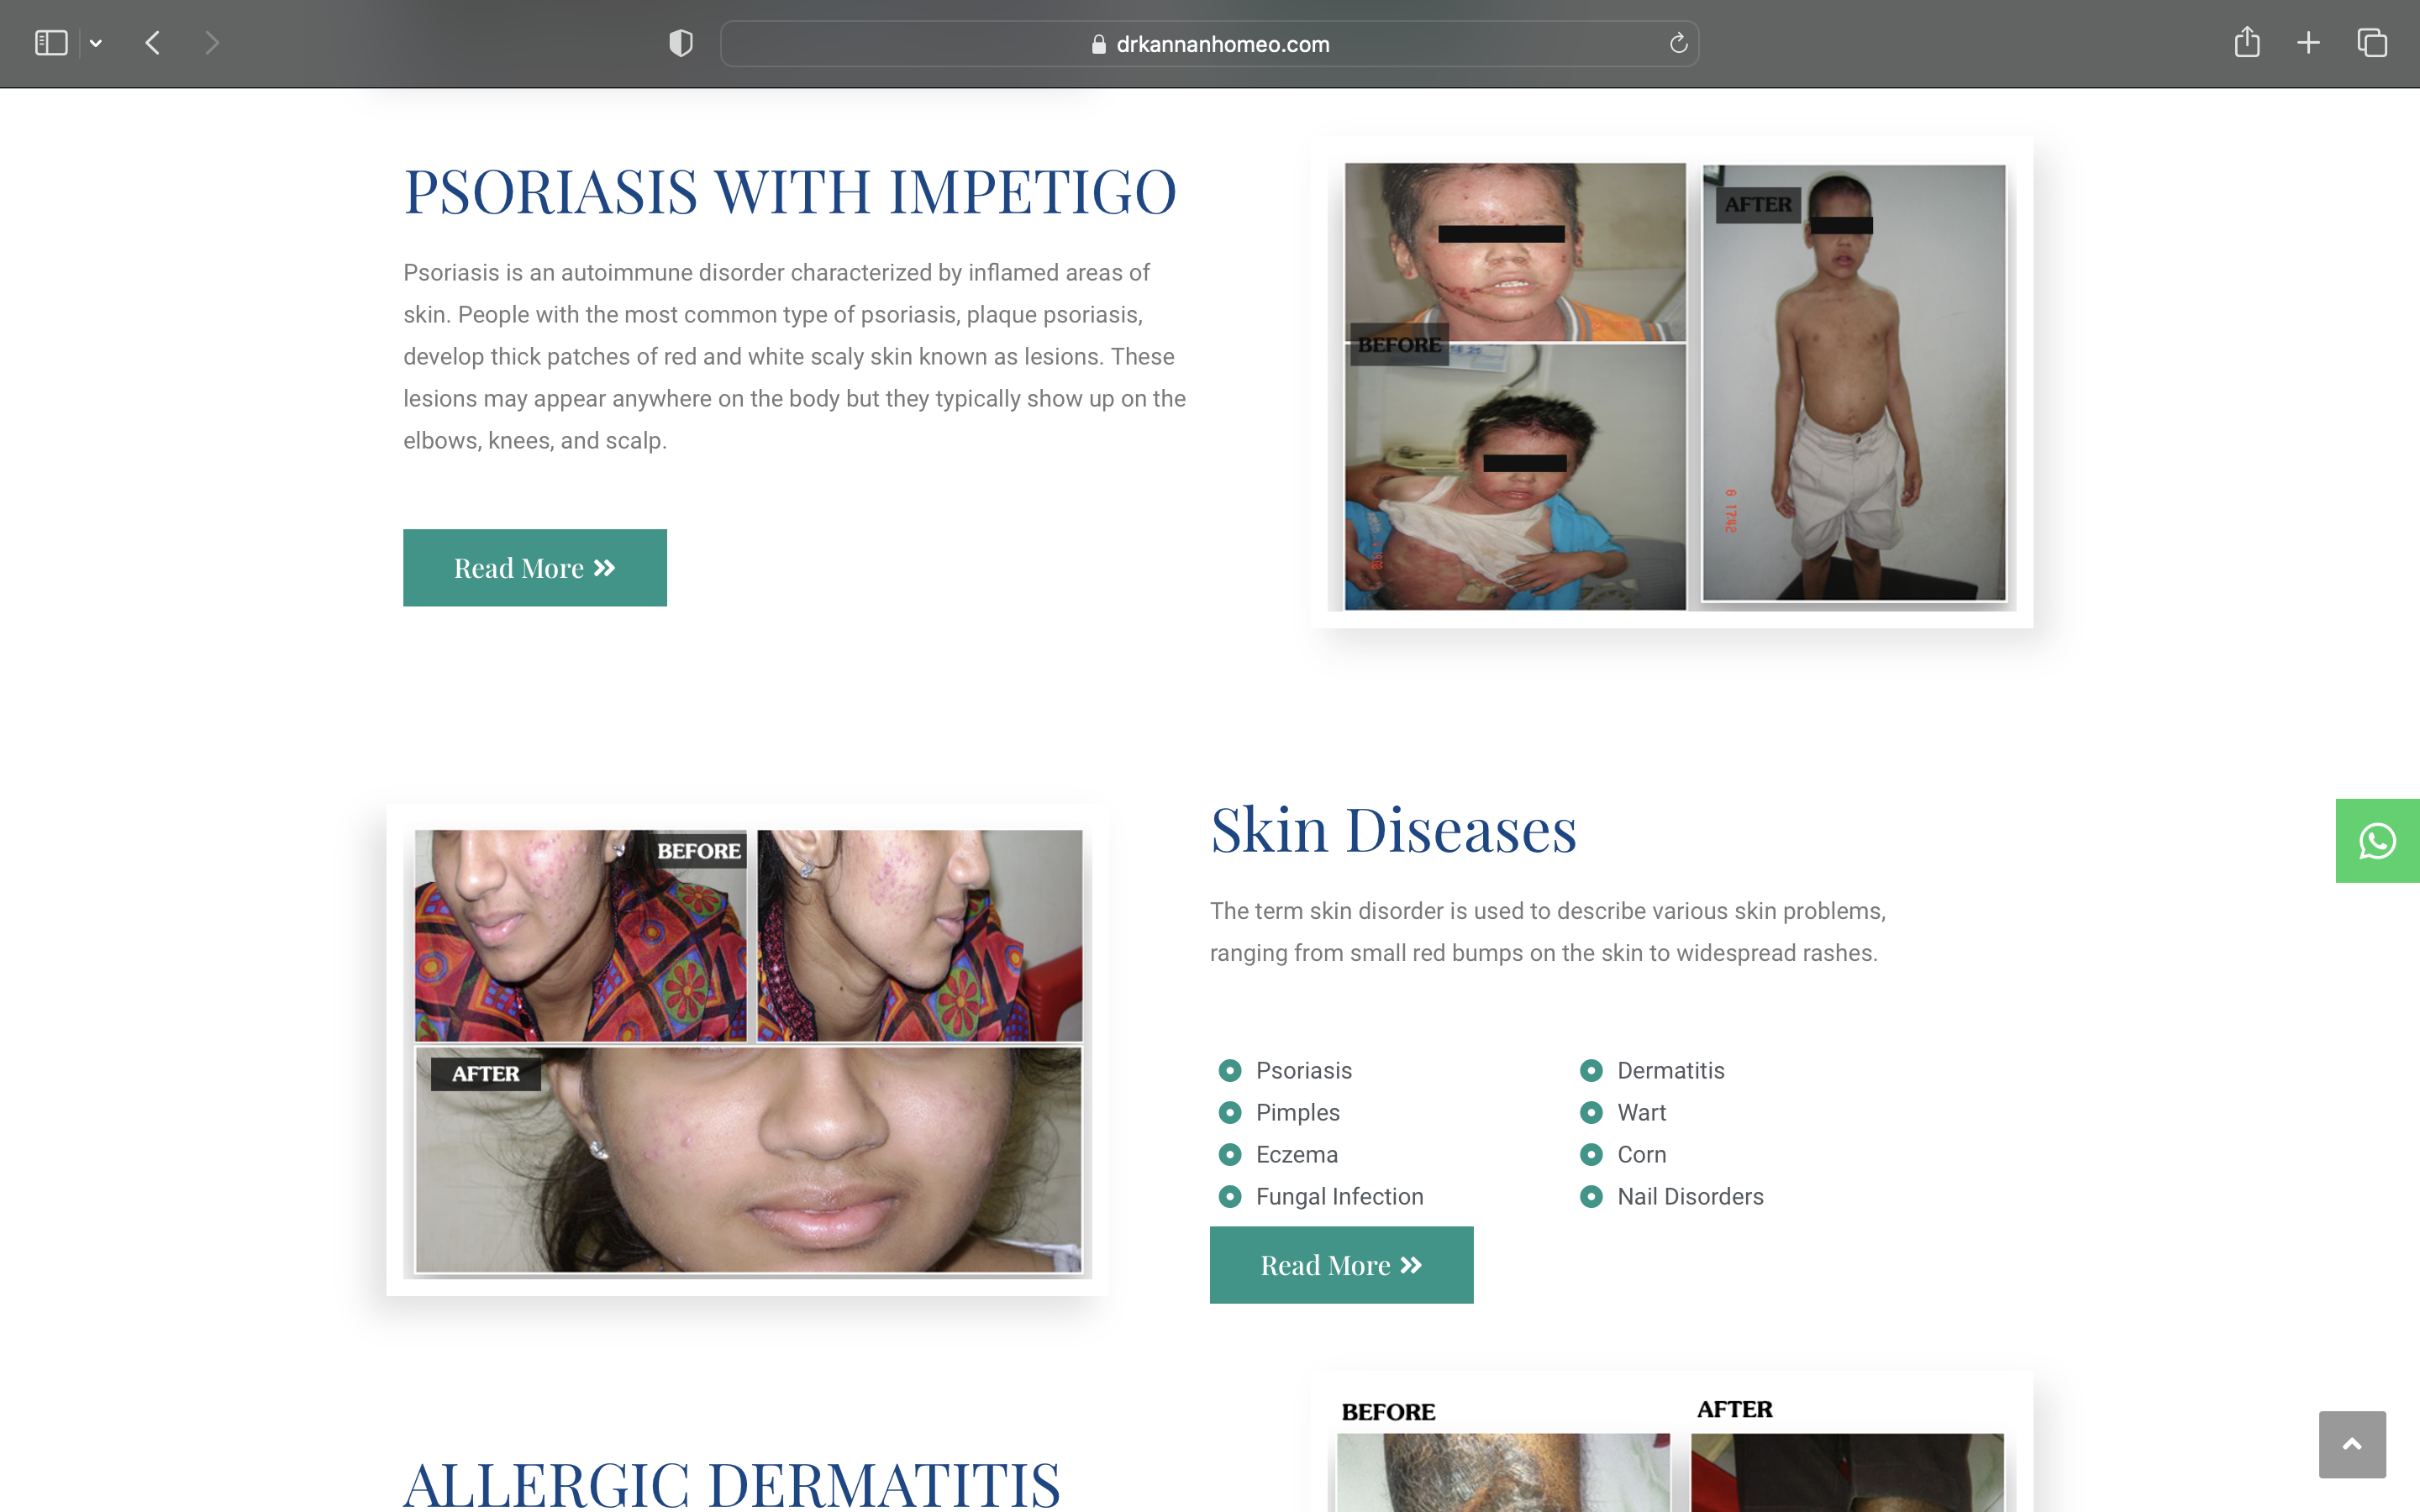 drkannanhomeo.com
PSORIASIS WITH IMPETIGO
Psoriasis is an autoimmune disorder characterized by inflamed areas of
skin. People with the most common type of psoriasis, plaque psoriasis,
develop thick patches of red and white scaly skin known as lesions. These
lesions may appear anywhere on the body but they typically show up on the
elbows, knees, and scalp.
Read More
BEFORE
AFTER
BEFORE
AFTER
Skin Diseases
The term skin disorder is used to describe various skin problems,
ranging from small red bumps on the skin to widespread rashes.
Psoriasis
Pimples
Eczema
Fungal Infection
Dermatitis
Wart
Corn
Nail Disorders
Read More
ALLERGIC DERMATITIS
BEFORE
AFTER